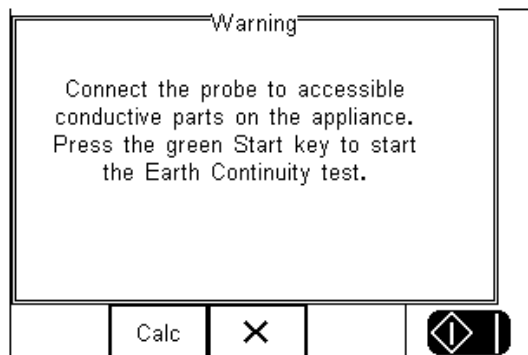 Warning
Connect the probe to accessible
conductive parts on the appliance.
Press the green Start key to start
the Earth Continuity test.
Calc